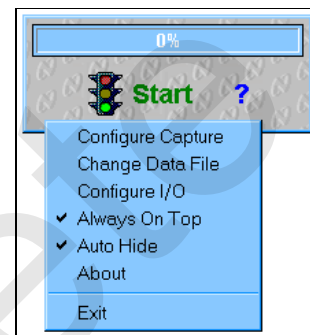 0%
Start ?
Configure Capture
Change Data File
Configure I/O
Always On Top
Auto Hide
About
Exit